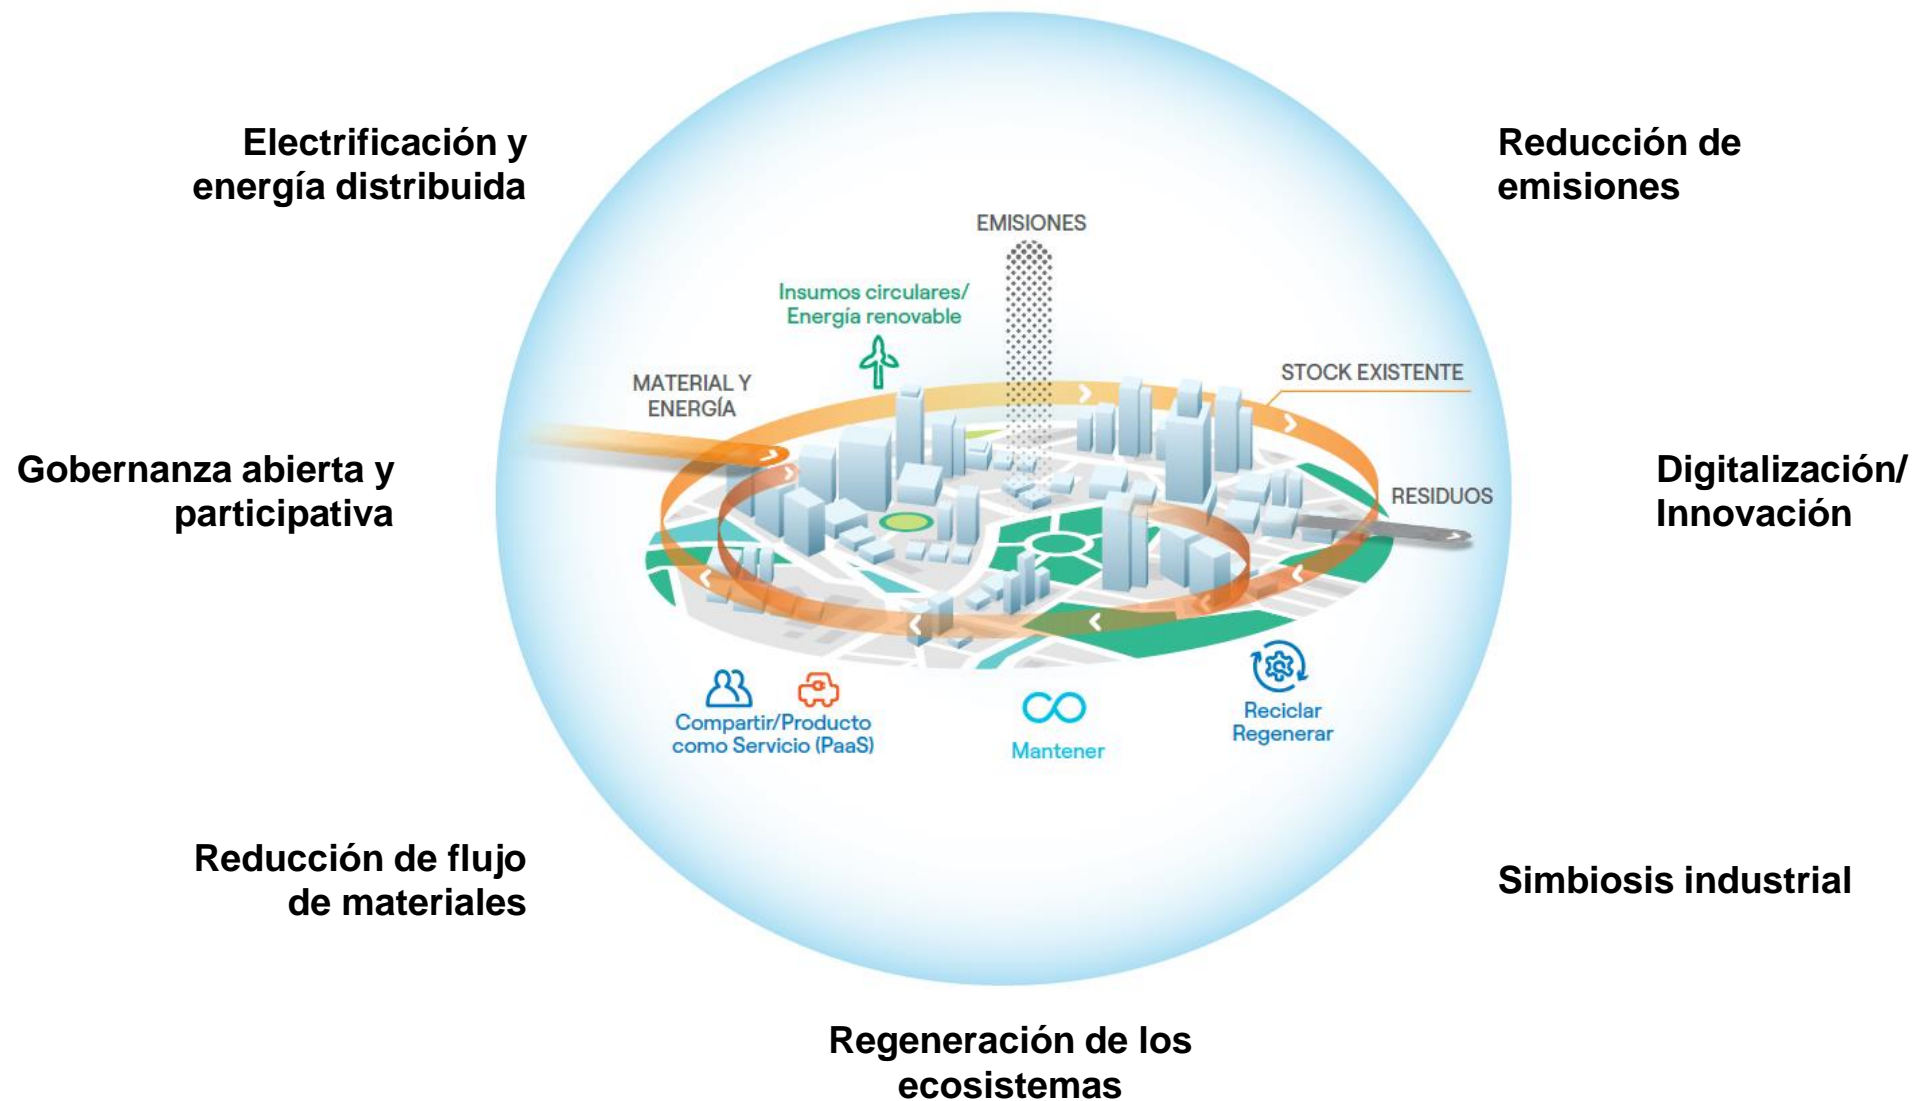 Electrificación y
energía distribuida
Reducción de
emisiones
EMISIONES
Insumos circulares/
Energía renovable
MATERIAL Y
ENERGÍA
STOCK EXISTENTE
Gobernanza abierta y
participativa
RESIDUOS
Digitalización/
Innovación
Compartir/Producto
como Servicio (PaaS)
Mantener
Reciclar
Regenerar
Reducción de flujo
de materiales
Simbiosis industrial
Regeneración de los
ecosistemas